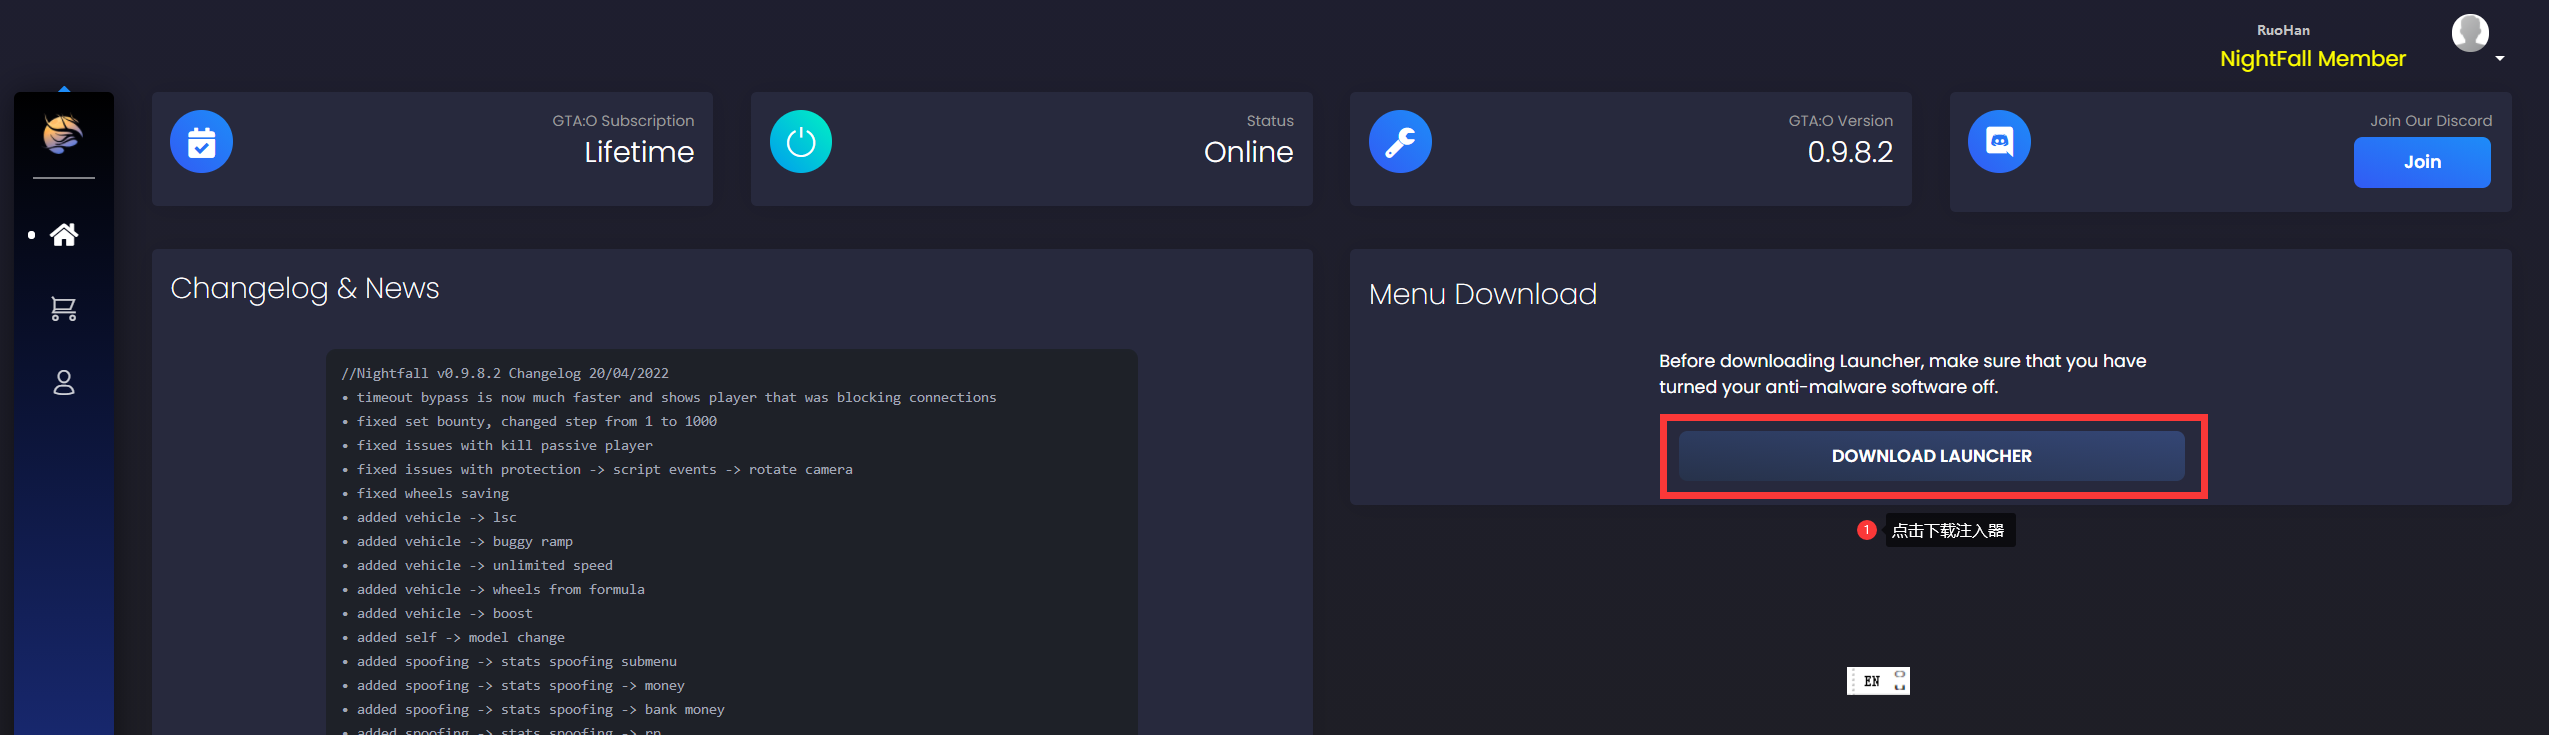 RuoHan
NightFall Member
GTA:O Subscription
Lifetime
Status
Online
GTA:O Version
0.9.8.2
Join Our Discord
Join
Changelog & News
//Nightfall v0.9.8.2 Changelog 20/04/2022
• timeout bypass is now much faster and shows player that was blocking connections
• fixed set bounty, changed step from 1 to 1000
• fixed issues with kill passive player
• fixed issues with protection -> script events -> rotate camera
• fixed wheels saving
• added vehicle -> lsc
• added vehicle -> buggy ramp
• added vehicle -> unlimited speed
• added vehicle -> wheels from formula
• added vehicle -> boost
• added self -> model change
• added spoofing -> stats spoofing submenu
• added spoofing -> stats spoofing -> money
• added spoofing -> stats spoofing -> bank money
• added spoofing -> stats spoofing -> rp
Menu Download
Before downloading Launcher, make sure that you have
turned your anti-malware software off.
DOWNLOAD LAUNCHER
1 点击下载注入器
EN